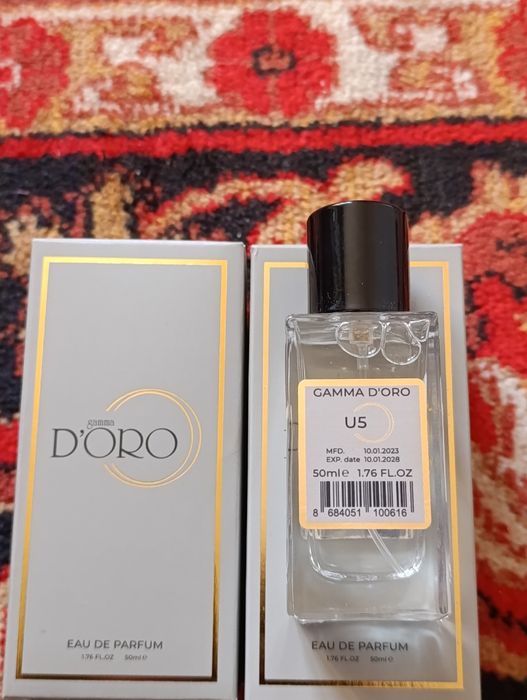 gamma
D'ORO
EAU DE PARFUM
1.76 FL.OZ 50ml e
GAMMA D'ORO
U5
MFD. 10.01.2023
EXP. date 10.01.2028
50ml e 1.76 FL.OZ
8 684051 100616
EAU DE PARFUM
1.76 FL.OZ 50ml e